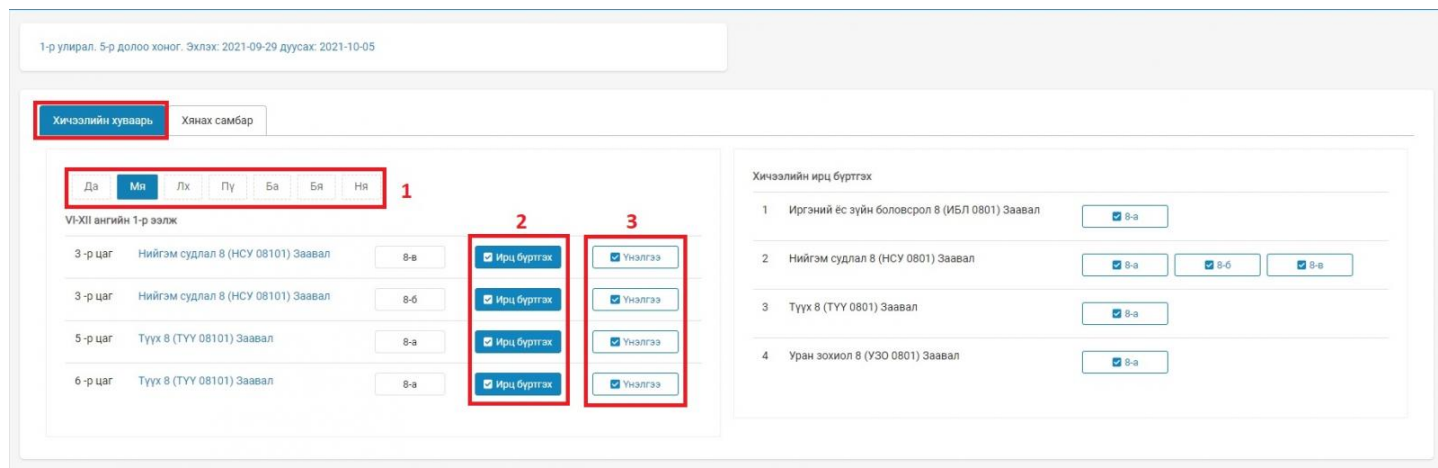 1-р улирал. 5-р долоо хоног. Эхлэх: 2021-09-29 дуусах: 2021-10-05
Хичээлийн хуваарь Хянах самбар
Да Мя Лх Пү Ба Бя Ня 1
VI-XII ангийн 1-р ээлж
2 3
3 -р цаг Нийгэм судлал 8 (НСУ 08101) Заавал 8-в Ирц бүртгэх Үнэлгээ
3 -р цаг Нийгэм судлал 8 (НСУ 08101) Заавал 8-б Ирц бүртгэх Үнэлгээ
5 -р цаг Түүх 8 (ТҮҮ 08101) Заавал 8-а Ирц бүртгэх Үнэлгээ
6 -р цаг Түүх 8 (ТҮҮ 08101) Заавал 8-а Ирц бүртгэх Үнэлгээ
Хичээлийн ирц бүртгэх
1 Иргэний ёс зүйн боловсрол 8 (ИБЛ 0801) Заавал 8-а
2 Нийгэм судлал 8 (НСУ 0801) Заавал 8-а 8-б 8-в
3 Түүх 8 (ТҮҮ 0801) Заавал 8-а
4 Уран зохиол 8 (УЗО 0801) Заавал 8-а